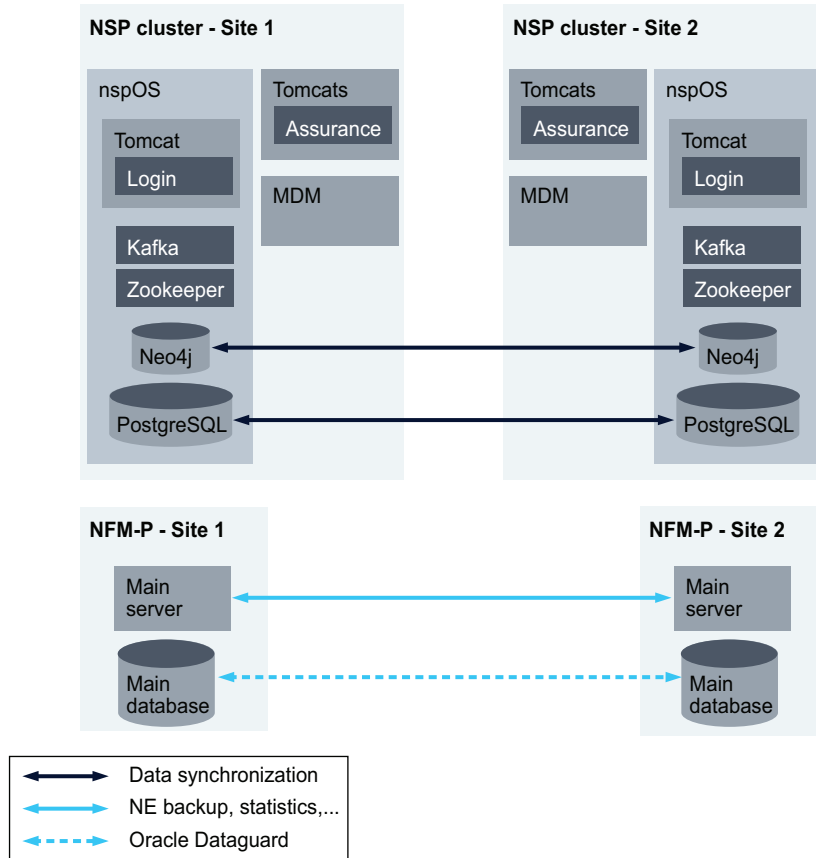 NSP cluster - Site 1
nspOS
Tomcat
Login
Kafka
Zookeeper
Neo4j
PostgreSQL
Tomcats
Assurance
MDM
NSP cluster - Site 2
Tomcats
Assurance
MDM
nspOS
Tomcat
Login
Kafka
Zookeeper
Neo4j
PostgreSQL
NFM-P - Site 1
Main
server
Main
database
NFM-P - Site 2
Main
server
Main
database
Data synchronization
NE backup, statistics,...
Oracle Dataguard